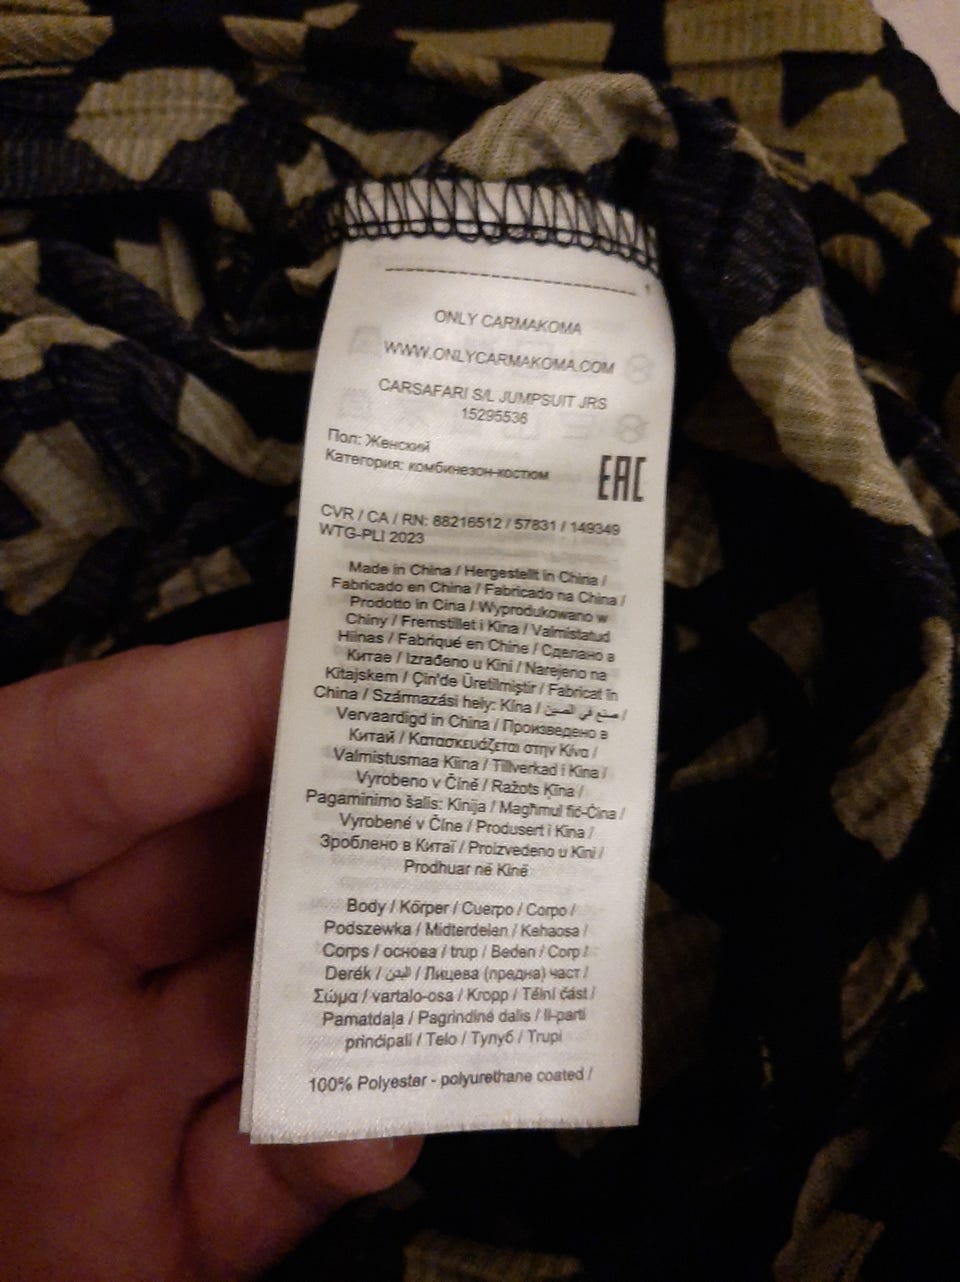 ONLY CARMAKOMA
WWW.ONLYCARMAKOMA.COM
CARSAFARI S/L JUMPSUIT JRS
15295536
Пол: Женский
Категория: комбинезон-костюм
EAC
CVR / CA / RN: 88216512 / 57831 / 149349
WTG-PLI 2023
Made in China / Hergestellt in China /
Fabricado en China / Fabricado na China /
Prodotto in Cina / Wyprodukowano w
Chiny / Fremstillet i Kina / Valmistatud
Hiinas / Fabriqué en Chine / Сделано в
Китае / Izrađeno u Kini / Narejeno na
Kitajskem / Çin'de Üretilmiştir / Fabricat în
China / Származási hely: Kína / صنع في الصين /
Vervaardigd in China / Произведено в
Китай / Κατασκευάζεται στην Κίνα /
Valmistusmaa Kiina / Tillverkad i Kina /
Vyrobeno v Číně / Ražots Ķīna /
Pagaminimo šalis: Kinija / Magħmul fiċ-Ċina /
Vyrobené v Číne / Produsert i Kina /
Зроблено в Китаї / Proizvedeno u Kini /
Prodhuar në Kinë
Body / Körper / Cuerpo / Corpo /
Podszewka / Midterdelen / Kehaosa /
Corps / основа / trup / Beden / Corp /
Derék / البدن / Лицева (предна) част /
Σώμα / vartalo-osa / Kropp / Tělní část /
Pamatdaļa / Pagrindinė dalis / Il-parti
prinċipali / Telo / Тулуб / Trupi
100% Polyester - polyurethane coated /